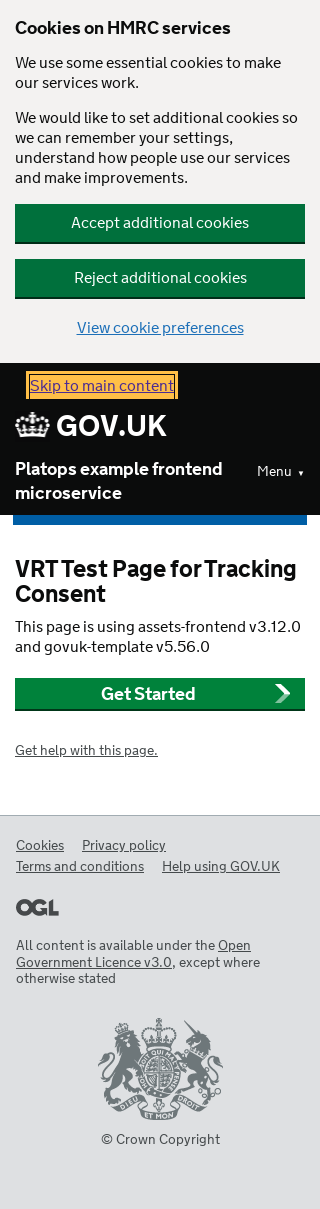 Cookies on HMRC services
We use some essential cookies to make
our services work.
We would like to set additional cookies so
we can remember your settings,
understand how people use our services
and make improvements.
Accept additional cookies
Reject additional cookies
View cookie preferences
Skip to main content
GOV.UK
Platops example frontend
microservice
Menu ▼
VRT Test Page for Tracking
Consent
This page is using assets-frontend v3.12.0
and govuk-template v5.56.0
Get Started
Get help with this page.
Cookies Privacy policy
Terms and conditions Help using GOV.UK
OGL
All content is available under the Open
Government Licence v3.0, except where
otherwise stated
DIEU ET MON
© Crown Copyright